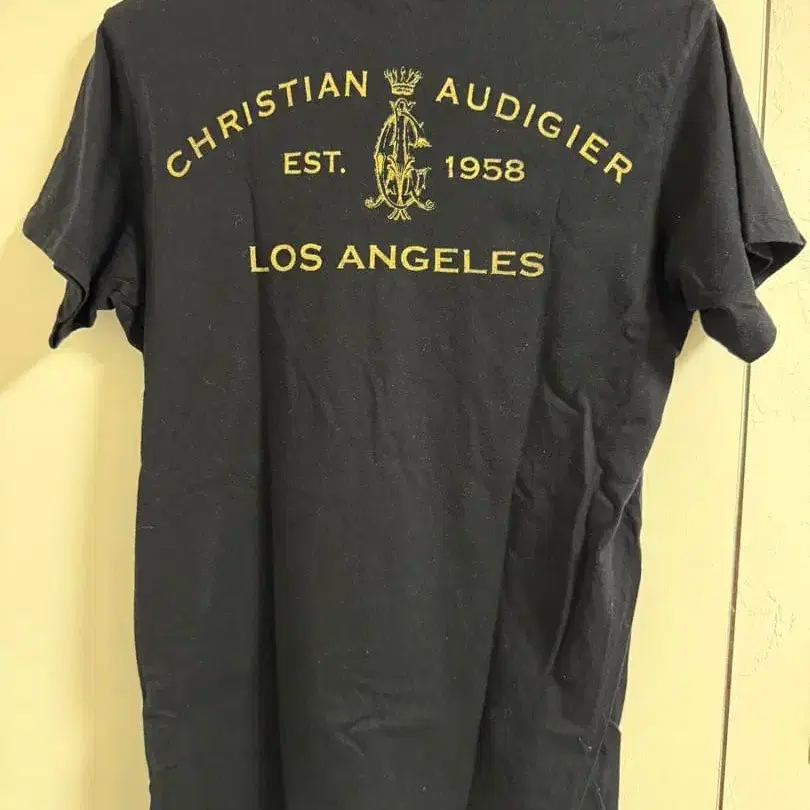 CHRISTIAN AUDIGIER
EST. 1958
LOS ANGELES